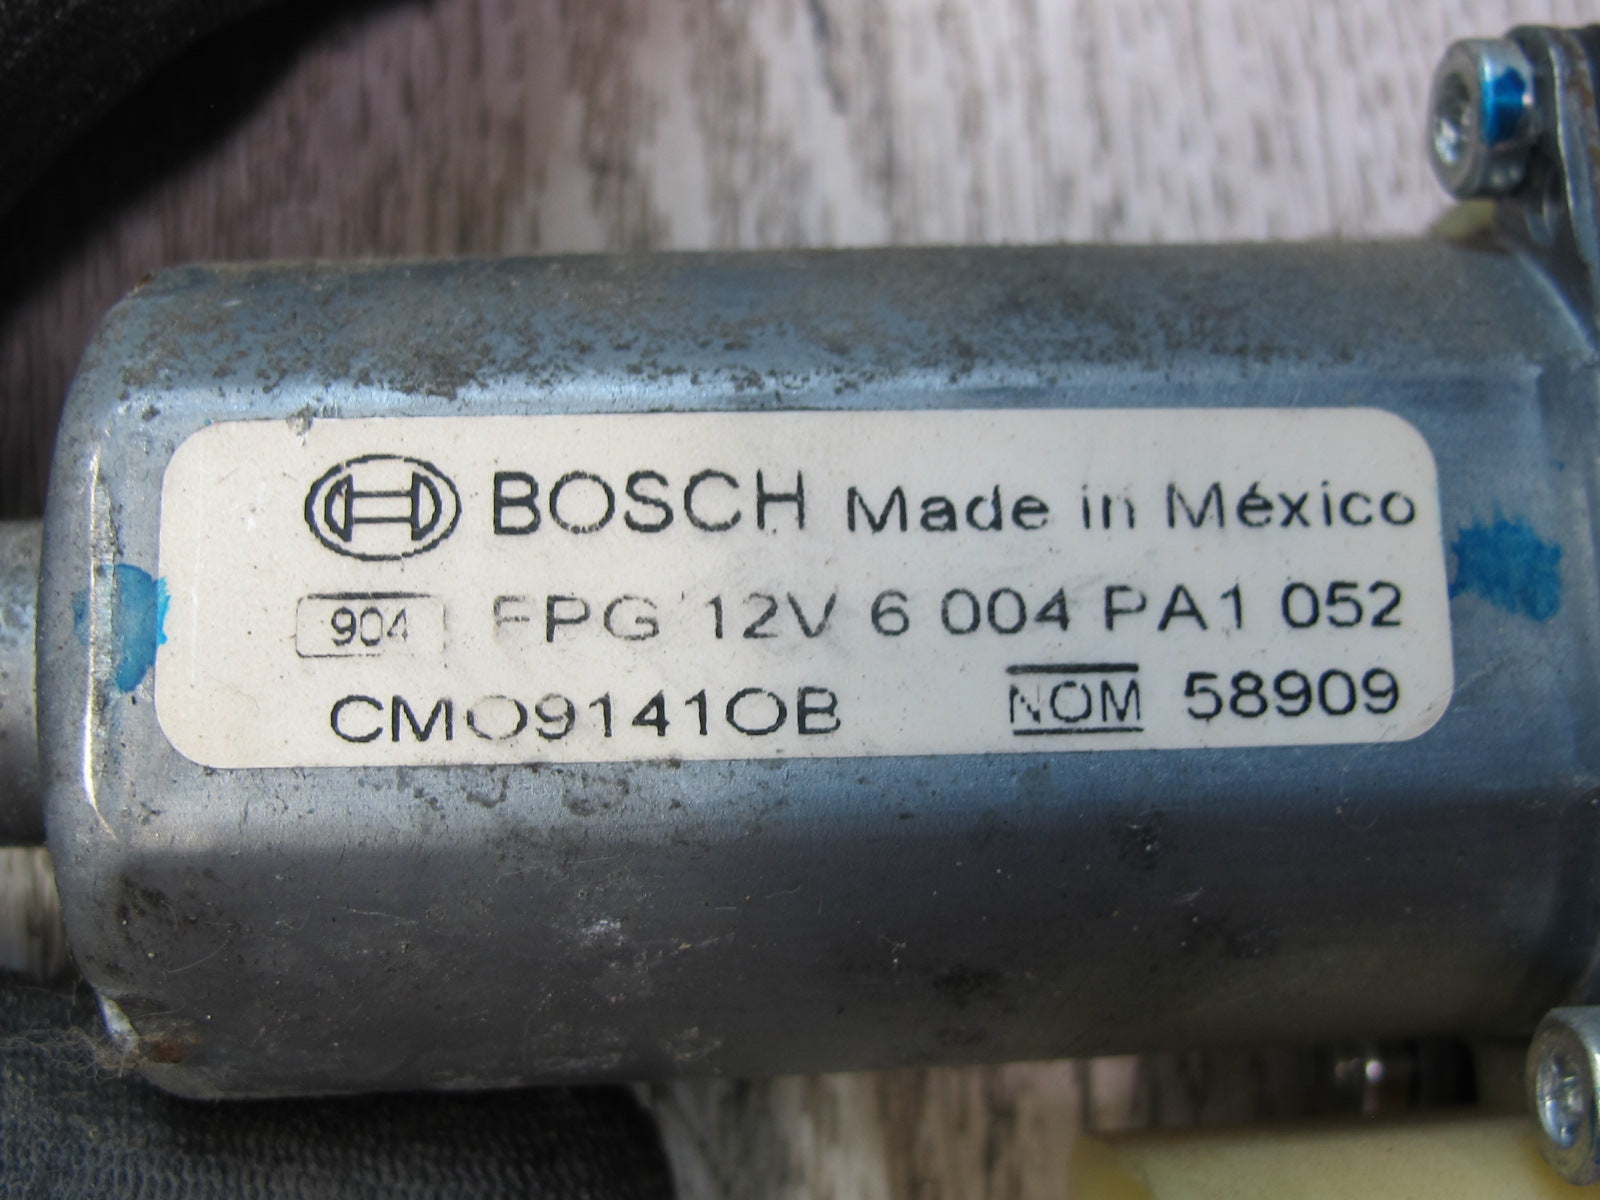 BOSCH Made in México
904 FPG 12V 6 004 PA1 052
CMO9141OB NOM 58909